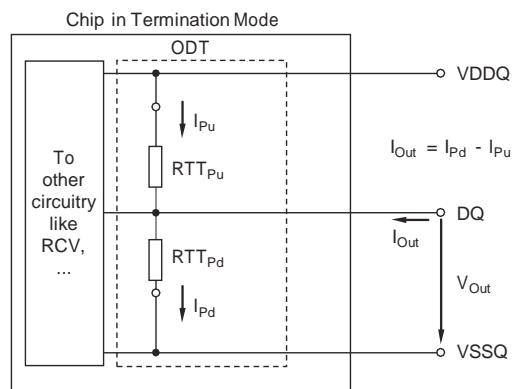 Chip in Termination Mode
ODT
VDDQ
I_Pu
I_Out = I_Pd - I_Pu
To
other
circuitry
like
RCV,
...
RTT_Pu
DQ
I_Out
RTT_Pd
V_Out
I_Pd
VSSQ